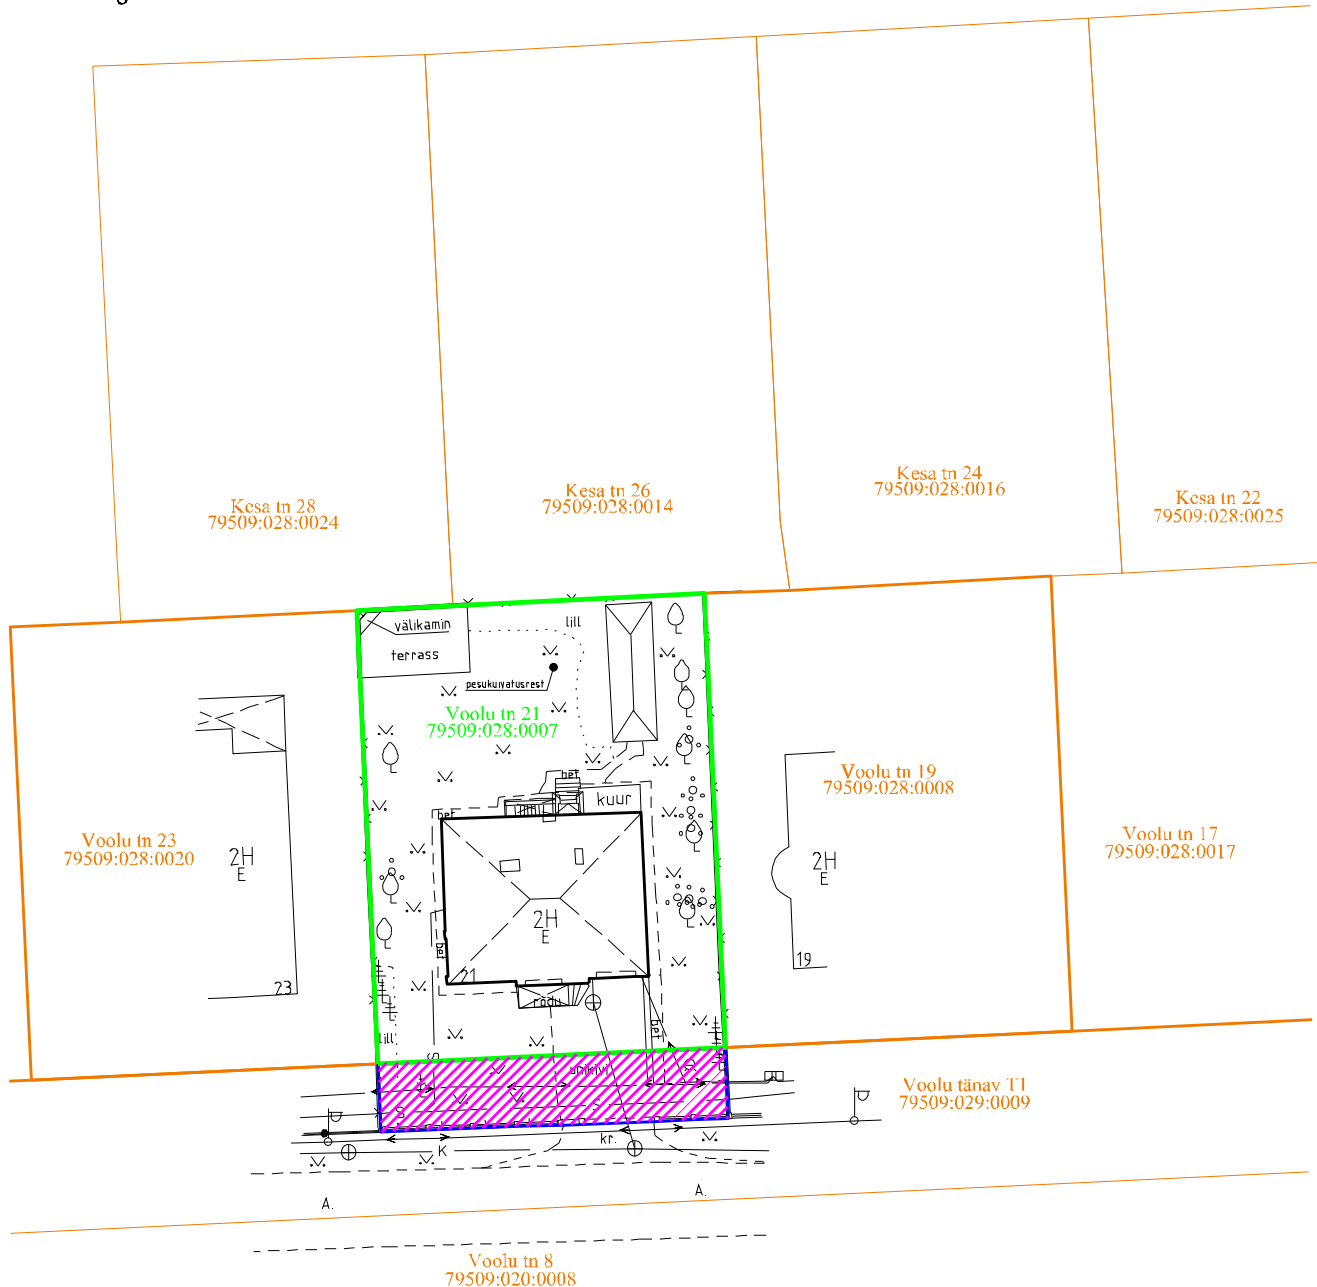 Kesa tn 24
79509:028:0016
Kesa tn 26
79509:028:0014
Kesa tn 22
79509:028:0025
Kesa tn 28
79509:028:0024
välikamin
lill
terrass
pesukuivatusrest
Voolu tn 21
79509:028:0007
Voolu tn 19
79509:028:0008
bet
kuur
bet
Voolu tn 23
79509:028:0020
2H
E
2H
E
Voolu tn 17
79509:028:0017
2H
E
bet
21
19
23
rõdu
bet
lill
S
unikivi
Voolu tänav T1
79509:029:0009
S
kr.
K
A.
A.
Voolu tn 8
79509:020:0008